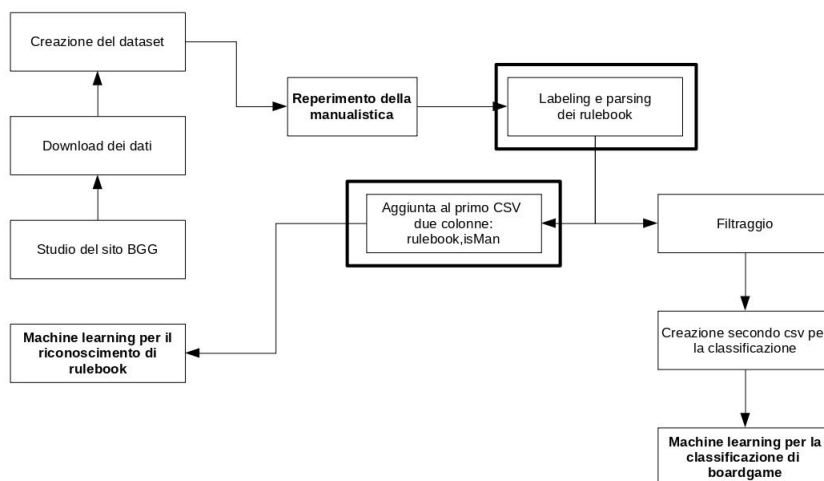 Creazione del dataset
Download dei dati
Studio del sito BGG
Reperimento della
manualistica
Labeling e parsing
dei rulebook
Aggiunta al primo CSV
due colonne:
rulebook,isMan
Machine learning per il
riconoscimento di
rulebook
Filtraggio
Creazione secondo csv pe
la classificazione
Machine learning per la
classificazione di
boardgame